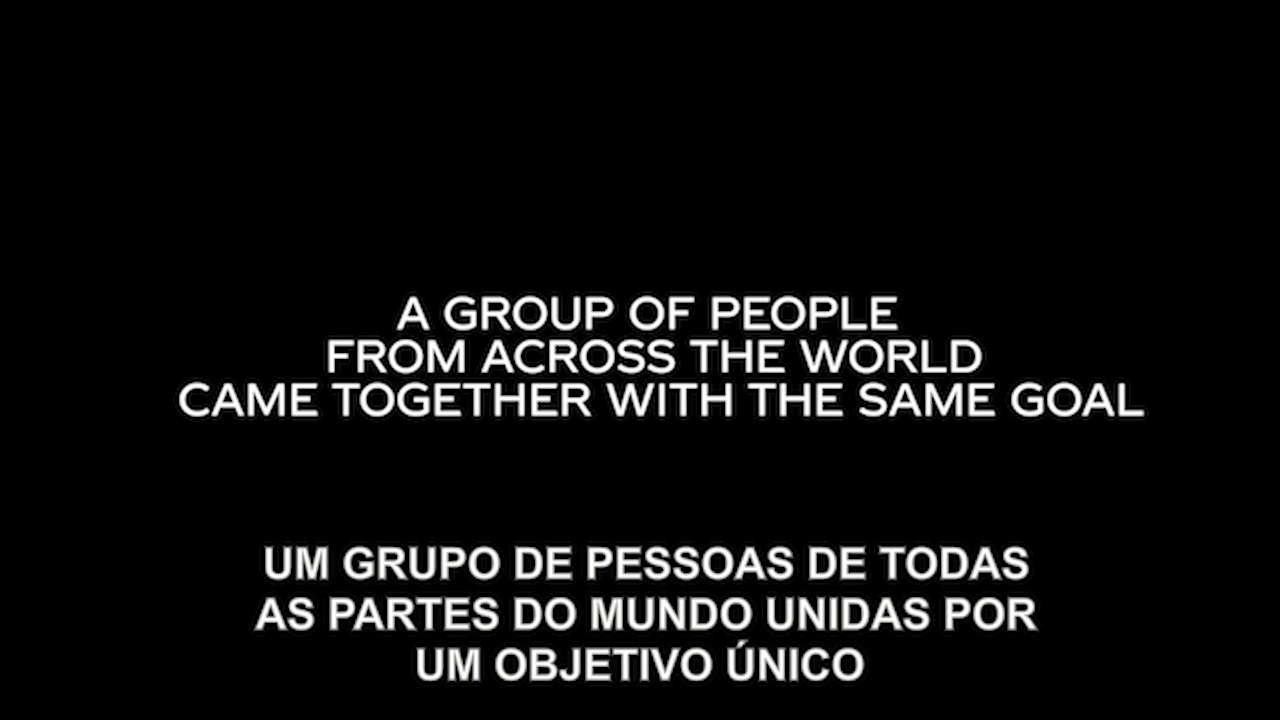 A GROUP OF PEOPLE
FROM ACROSS THE WORLD
CAME TOGETHER WITH THE SAME GOAL
UM GRUPO DE PESSOAS DE TODAS
AS PARTES DO MUNDO UNIDAS POR
UM OBJETIVO ÚNICO